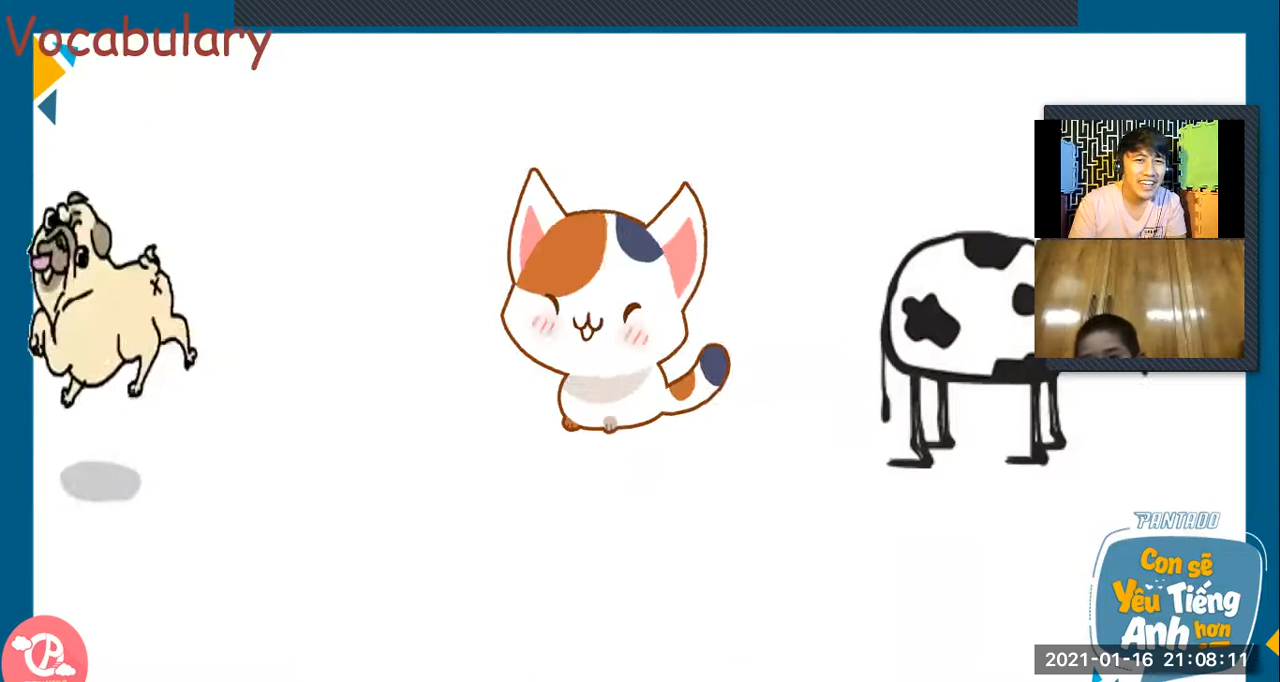 Vocabulary
PANTADO
Con sẽ
Yêu Tiếng
Anh hơn
2021-01-16 21:08:11